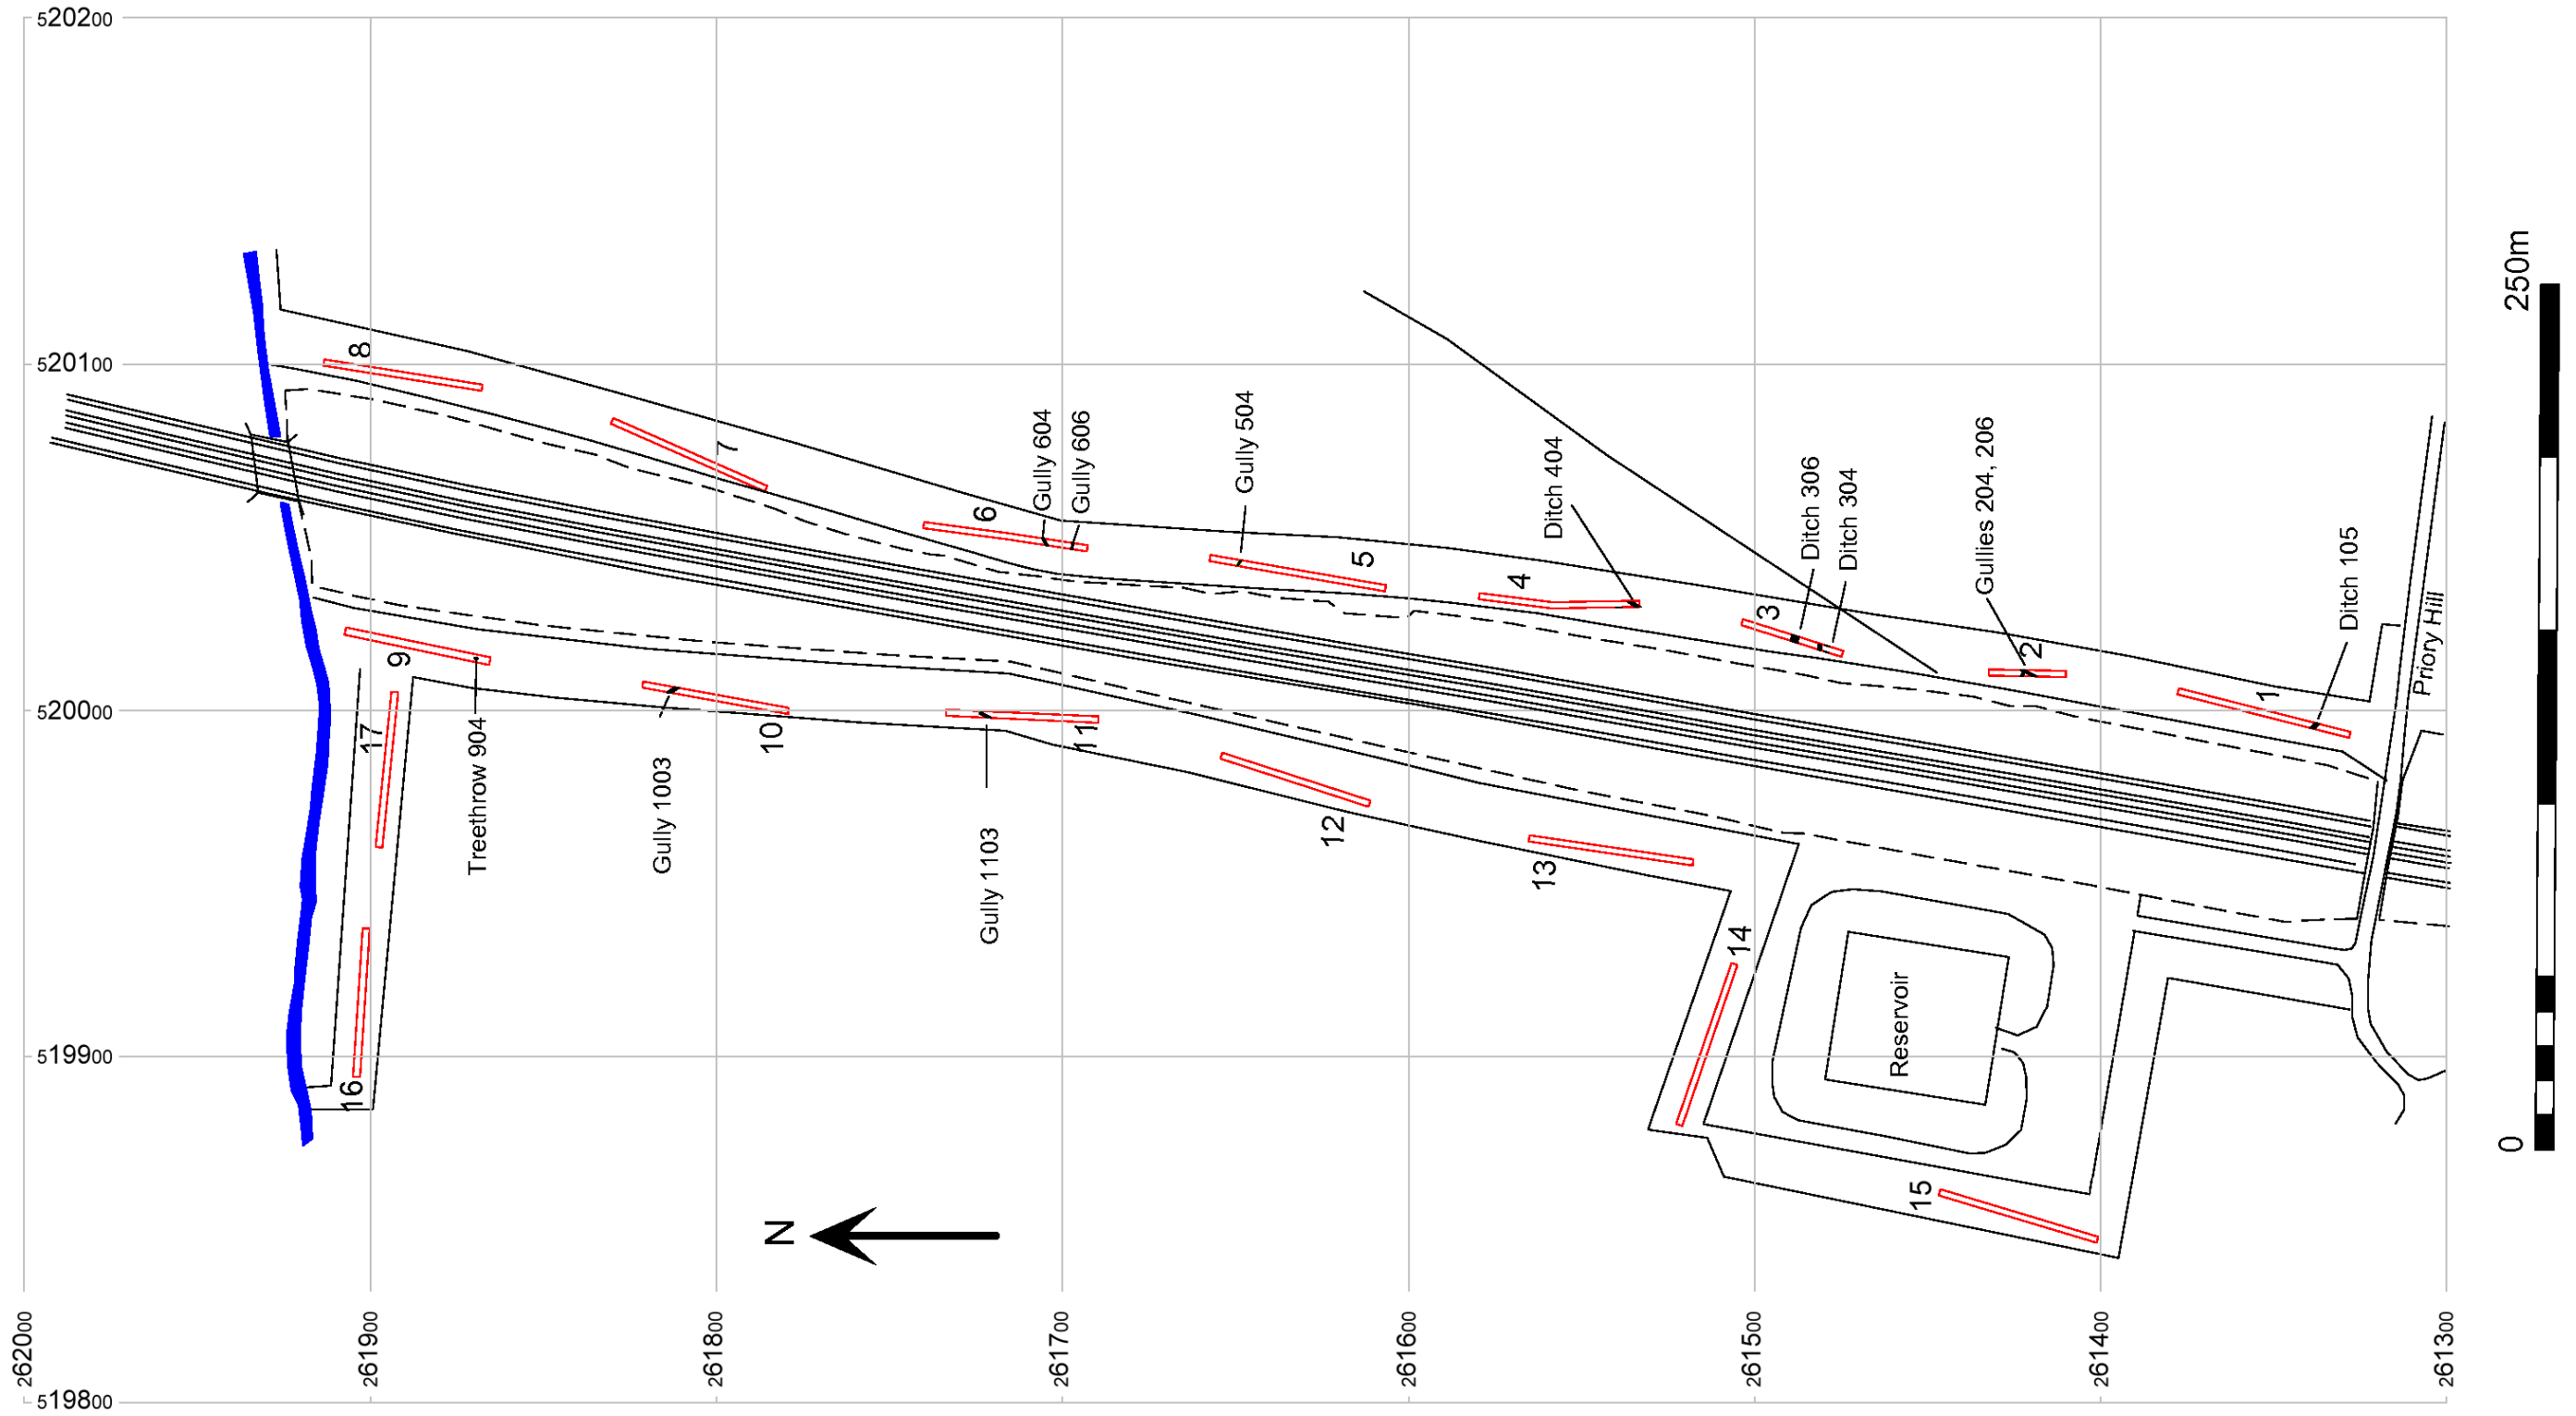 520200
520100
520000
519900
519800
262000
261900
261800
261700
261600
261500
261400
261300
8
7
6
Gully 604
Gully 606
Gully 504
5
4
Ditch 404
3
Ditch 306
Ditch 304
Gullies 204, 206
2
1
Ditch 105
Priory Hill
9
17
16
Treethrow 904
Gully 1003
10
11
Gully 1103
12
13
14
15
Reservoir
N
0
250m